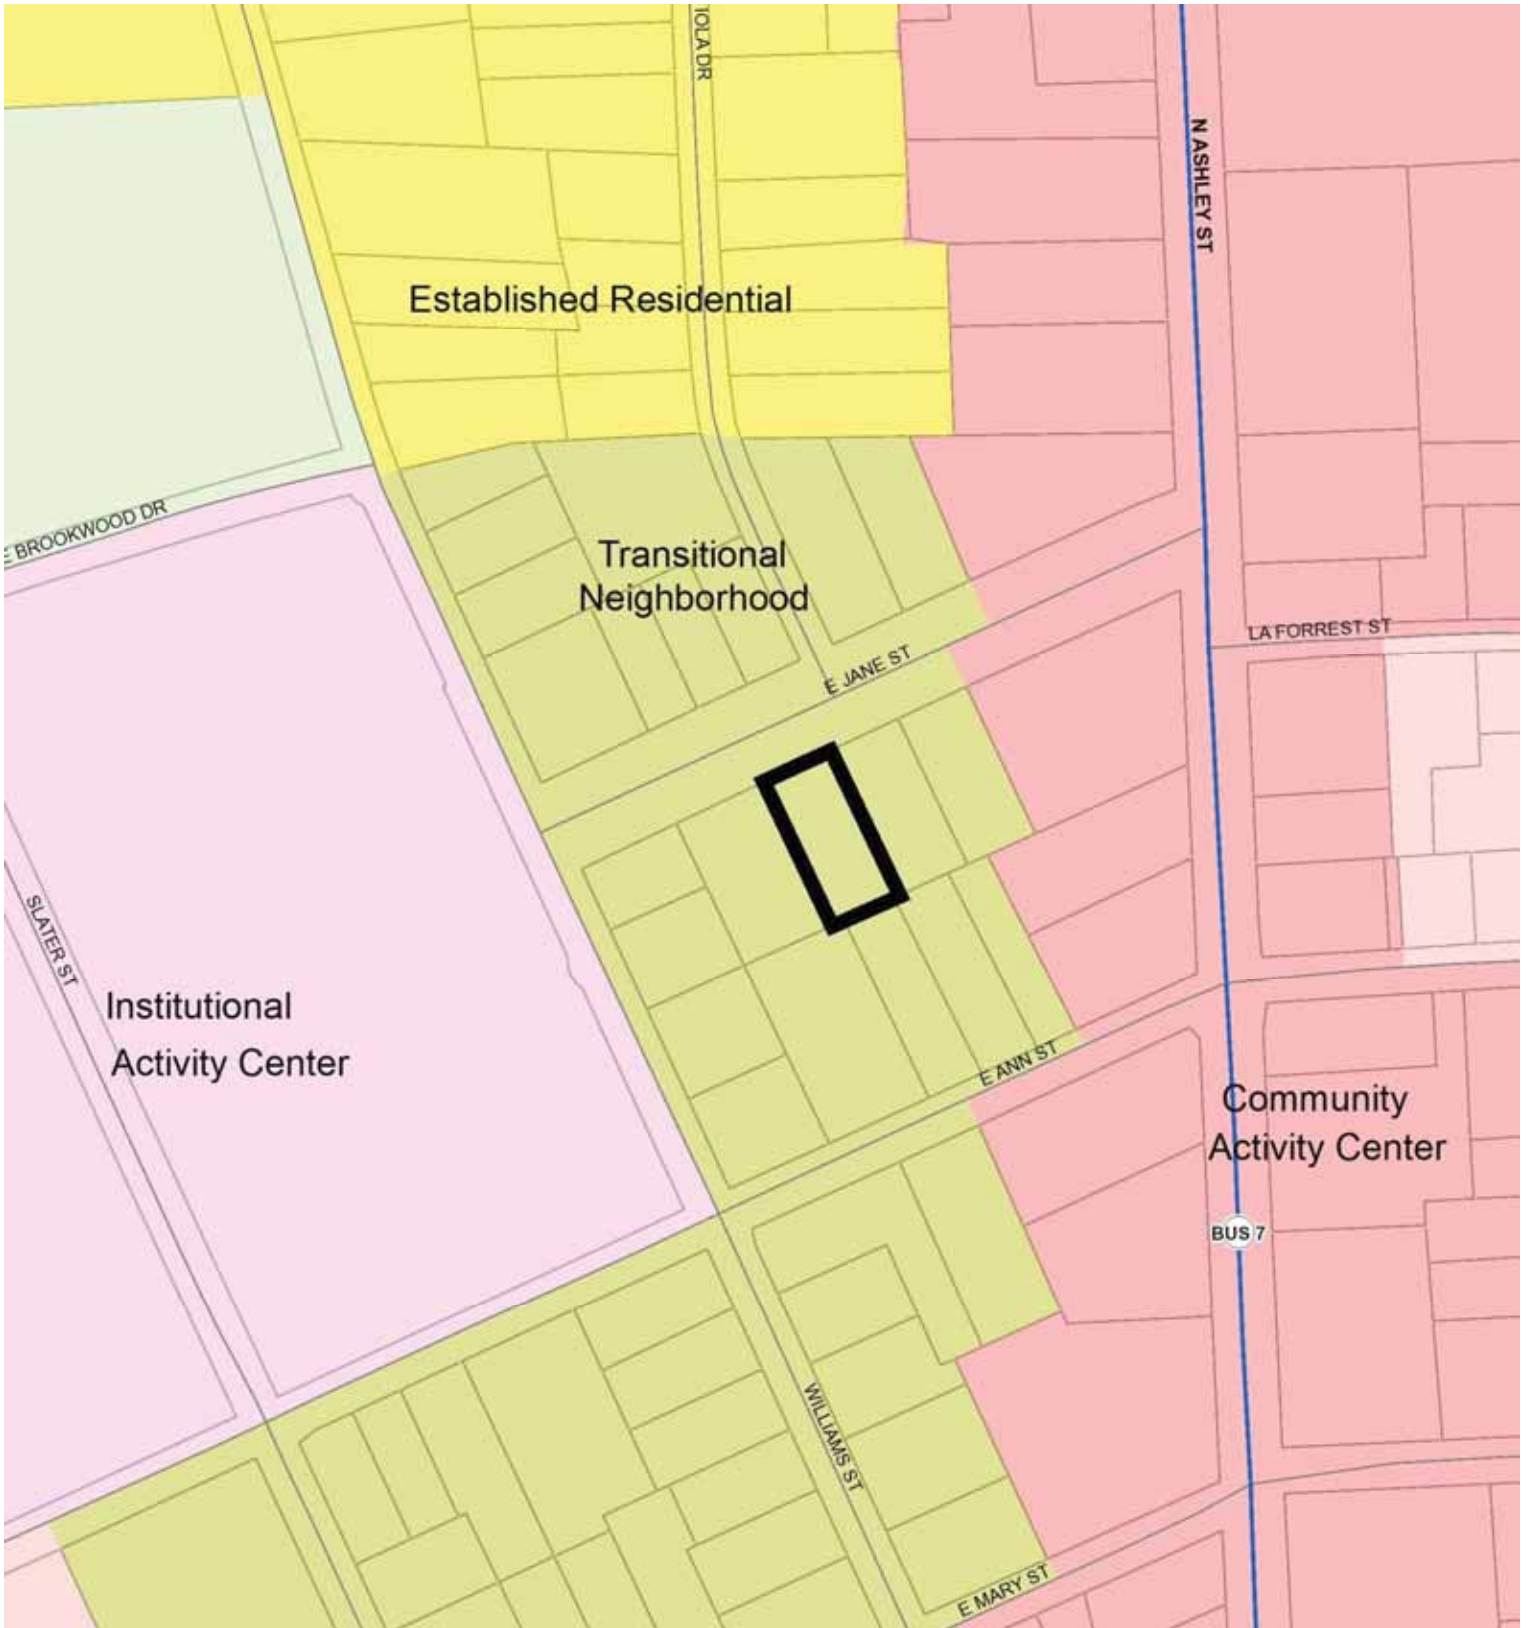 IOLA DR
N ASHLEY ST
Established Residential
E BROOKWOOD DR
Transitional
Neighborhood
LA FORREST ST
E JANE ST
SLATER ST
Institutional
Activity Center
E ANN ST
Community
Activity Center
BUS 7
WILLIAMS ST
E MARY ST